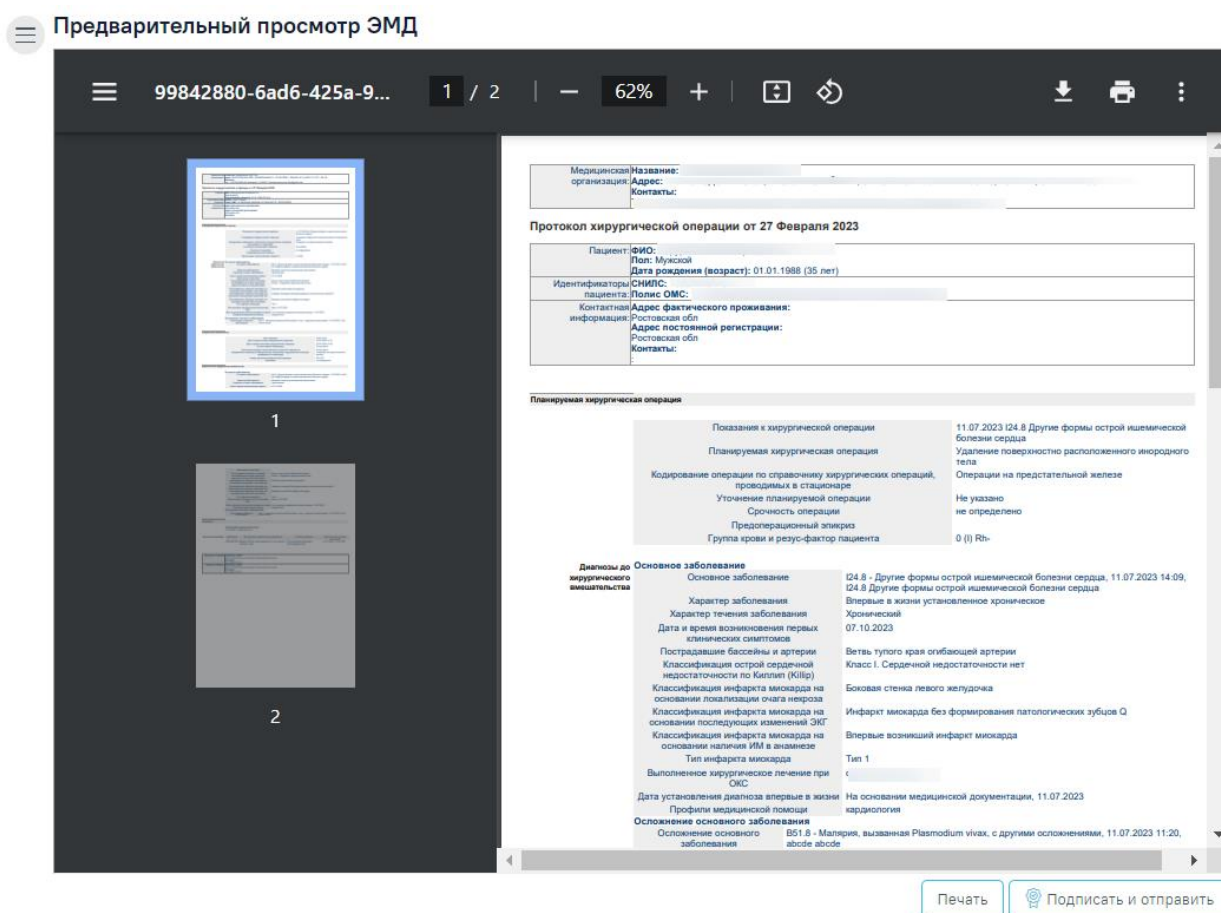 Предварительный просмотр ЭМД
99842880-6ad6-425a-9...
1 / 2
62%
1
2
Медицинская организация:
Название:
Адрес:
Контакты:
Протокол хирургической операции от 27 Февраля 2023
Пациент: ФИО:
Пол: Мужской
Дата рождения (возраст): 01.01.1988 (35 лет)
Идентификаторы пациента:
СНИЛС:
Полис ОМС:
Контактная информация:
Адрес фактического проживания:
Ростовская обл
Адрес постоянной регистрации:
Ростовская обл
Контакты:
:
Планируемая хирургическая операция
Показания к хирургической операции 11.07.2023 I24.8 Другие формы острой ишемической
болезни сердца
Планируемая хирургическая операция Удаление поверхностно расположенного инородного
тела
Кодирование операции по справочнику хирургических операций, Операции на предстательной железе
проводимых в стационаре
Уточнение планируемой операции Не указано
Срочность операции не определено
Предоперационный эпикриз
Группа крови и резус-фактор пациента 0 (I) Rh-
Диагнозы до хирургического вмешательства
Основное заболевание
Основное заболевание I24.8 - Другие формы острой ишемической болезни сердца, 11.07.2023 14:09,
I24.8 Другие формы острой ишемической болезни сердца
Характер заболевания Впервые в жизни установленное хроническое
Характер течения заболевания Хронический
Дата и время возникновения первых 07.10.2023
клинических симптомов
Пострадавшие бассейны и артерии Ветвь тупого края огибающей артерии
Классификация острой сердечной Класс I. Сердечной недостаточности нет
недостаточности по Киллип (Killip)
Классификация инфаркта миокарда на Боковая стенка левого желудочка
основании локализации очага некроза
Классификация инфаркта миокарда на Инфаркт миокарда без формирования патологических зубцов Q
основании последующих изменений ЭКГ
Классификация инфаркта миокарда на Впервые возникший инфаркт миокарда
основании наличия ИМ в анамнезе
Тип инфаркта миокарда Тип 1
Выполненное хирургическое лечение при
ОКС
Дата установления диагноза впервые в жизни На основании медицинской документации, 11.07.2023
Профили медицинской помощи кардиология
Осложнение основного заболевания
Осложнение основного B51.8 - Малярия, вызванная Plasmodium vivax, с другими осложнениями, 11.07.2023 11:20,
заболевания abcde abcde
Печать
Подписать и отправить